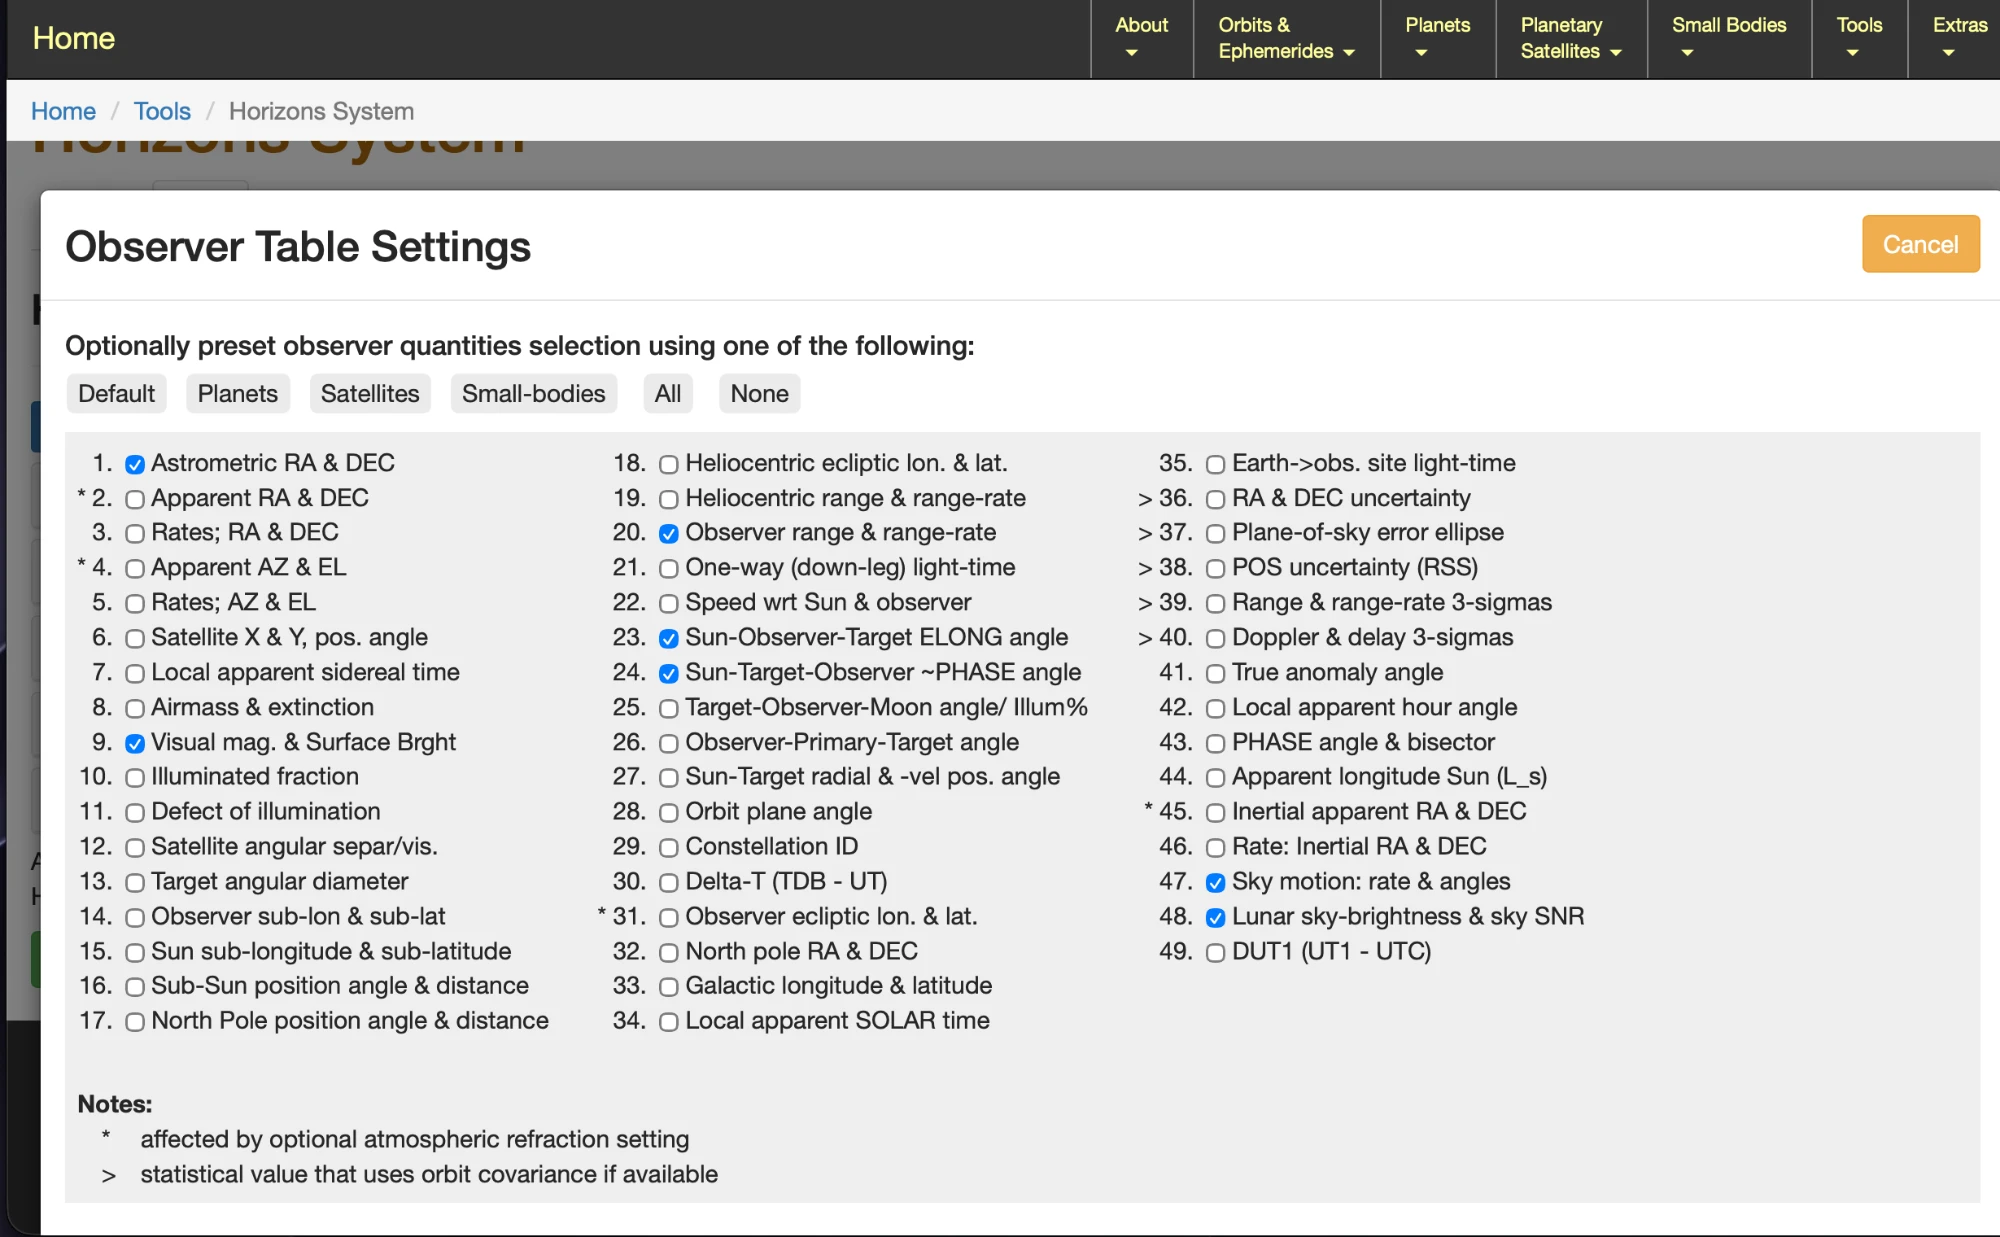 Home
About
Orbits & Ephemerides
Planets
Planetary Satellites
Small Bodies
Tools
Extras
Home / Tools / Horizons System
Horizons System
Observer Table Settings
Cancel
Optionally preset observer quantities selection using one of the following:
Default Planets Satellites Small-bodies All None
1. Astrometric RA & DEC
* 2. Apparent RA & DEC
3. Rates; RA & DEC
* 4. Apparent AZ & EL
5. Rates; AZ & EL
6. Satellite X & Y, pos. angle
7. Local apparent sidereal time
8. Airmass & extinction
9. Visual mag. & Surface Brght
10. Illuminated fraction
11. Defect of illumination
12. Satellite angular separ/vis.
13. Target angular diameter
14. Observer sub-lon & sub-lat
15. Sun sub-longitude & sub-latitude
16. Sub-Sun position angle & distance
17. North Pole position angle & distance
18. Heliocentric ecliptic lon. & lat.
19. Heliocentric range & range-rate
20. Observer range & range-rate
21. One-way (down-leg) light-time
22. Speed wrt Sun & observer
23. Sun-Observer-Target ELONG angle
24. Sun-Target-Observer ~PHASE angle
25. Target-Observer-Moon angle/ Illum%
26. Observer-Primary-Target angle
27. Sun-Target radial & -vel pos. angle
28. Orbit plane angle
29. Constellation ID
30. Delta-T (TDB - UT)
* 31. Observer ecliptic lon. & lat.
32. North pole RA & DEC
33. Galactic longitude & latitude
34. Local apparent SOLAR time
35. Earth->obs. site light-time
> 36. RA & DEC uncertainty
> 37. Plane-of-sky error ellipse
> 38. POS uncertainty (RSS)
> 39. Range & range-rate 3-sigmas
> 40. Doppler & delay 3-sigmas
41. True anomaly angle
42. Local apparent hour angle
43. PHASE angle & bisector
44. Apparent longitude Sun (L_s)
* 45. Inertial apparent RA & DEC
46. Rate: Inertial RA & DEC
47. Sky motion: rate & angles
48. Lunar sky-brightness & sky SNR
49. DUT1 (UT1 - UTC)
Notes:
* affected by optional atmospheric refraction setting
> statistical value that uses orbit covariance if available